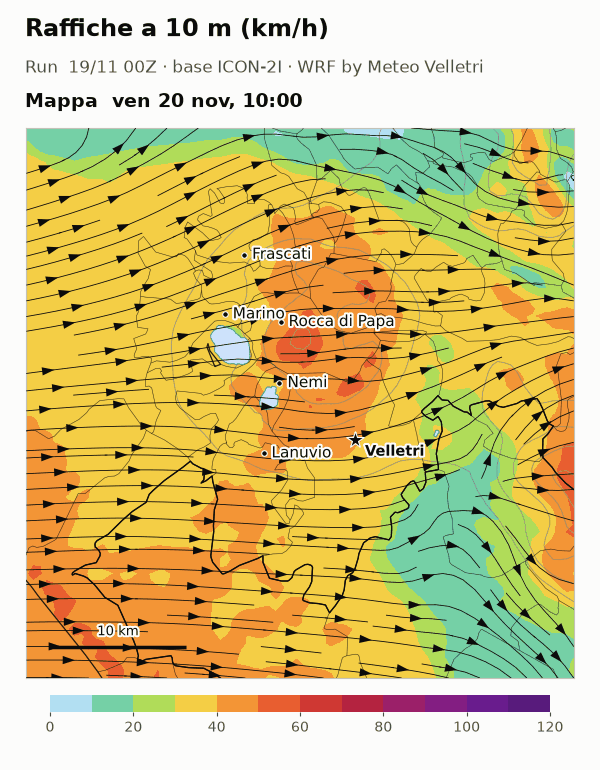 Raffiche a 10 m (km/h)
Run  19/11 00Z · base ICON-2I · WRF by Meteo Velletri
Mappa  ven 20 nov, 10:00
Frascati
Marino
Rocca di Papa
Nemi
Velletri
Lanuvio
10 km
0 20 40 60 80 100 120